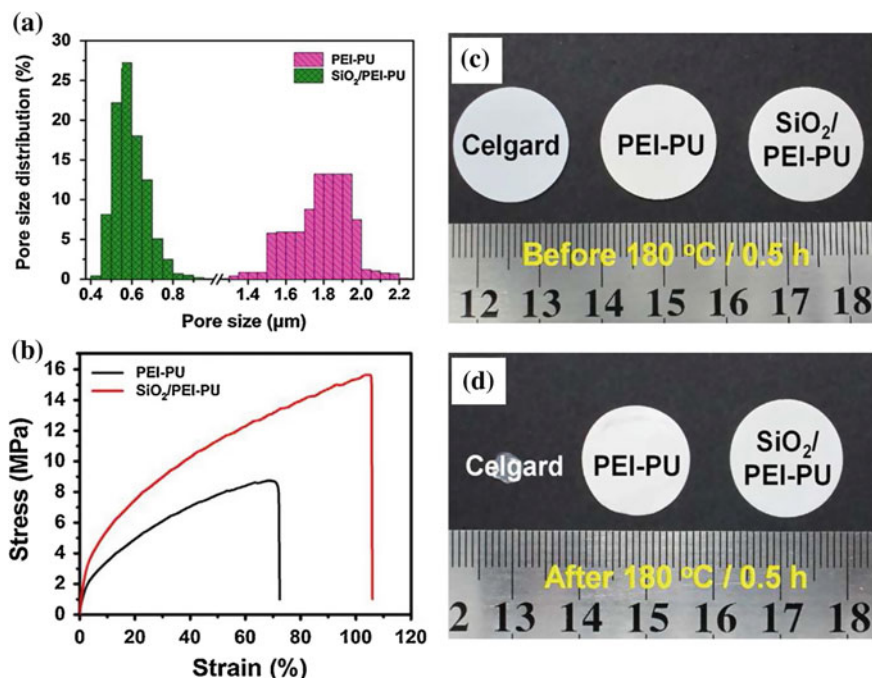 (a)
30
25
20
15
10
5
0
Pore size distribution (%)
PEI-PU
SiO₂/PEI-PU
0.4 0.6 0.8 1.4 1.6 1.8 2.0 2.2
Pore size (µm)
(b)
16
14
12
10
8
6
4
2
0
Stress (MPa)
PEI-PU
SiO₂/PEI-PU
0 20 40 60 80 100 120
Strain (%)
(c)
Celgard
PEI-PU
SiO₂/
PEI-PU
Before 180 °C / 0.5 h
12 13 14 15 16 17 18
(d)
Celgard
PEI-PU
SiO₂/
PEI-PU
After 180 °C / 0.5 h
2 13 14 15 16 17 18